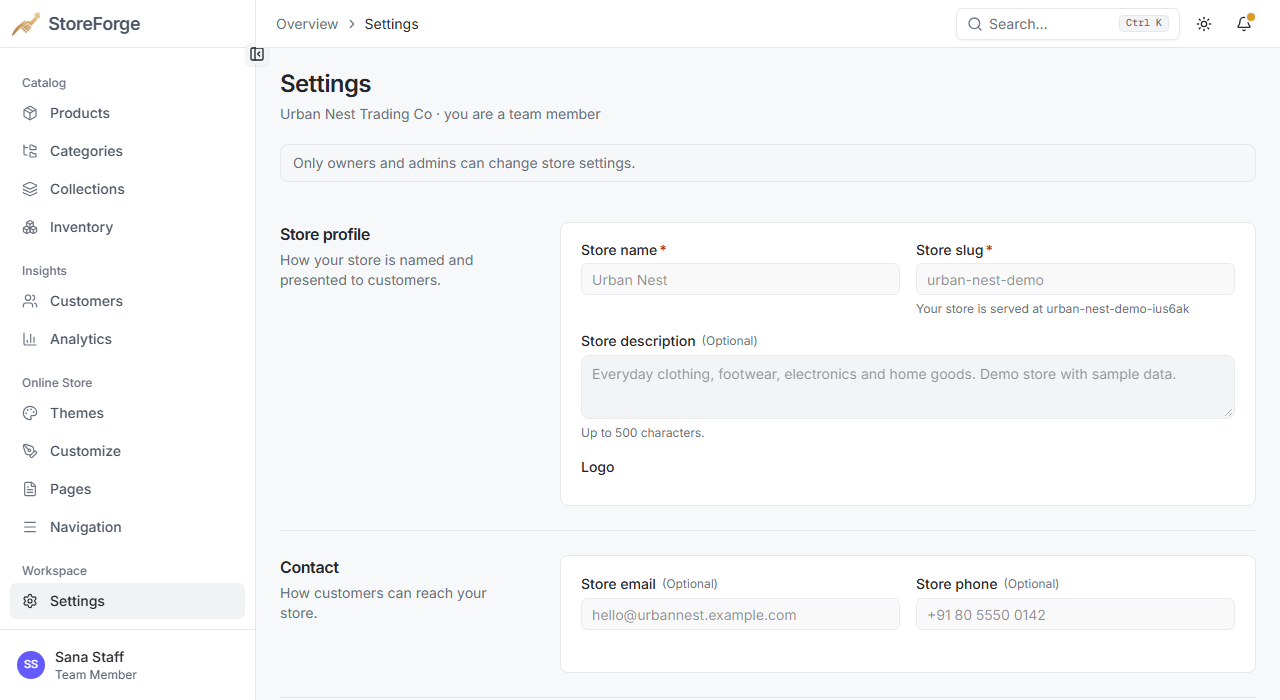 StoreForge
Overview > Settings
Search...
Ctrl K
Catalog
Products
Categories
Collections
Inventory
Insights
Customers
Analytics
Online Store
Themes
Customize
Pages
Navigation
Workspace
Settings
SS
Sana Staff
Team Member
Settings
Urban Nest Trading Co · you are a team member
Only owners and admins can change store settings.
Store profile
How your store is named and
presented to customers.
Store name *
Urban Nest
Store slug *
urban-nest-demo
Your store is served at urban-nest-demo-ius6ak
Store description (Optional)
Everyday clothing, footwear, electronics and home goods. Demo store with sample data.
Up to 500 characters.
Logo
Contact
How customers can reach your
store.
Store email (Optional)
hello@urbannest.example.com
Store phone (Optional)
+91 80 5550 0142